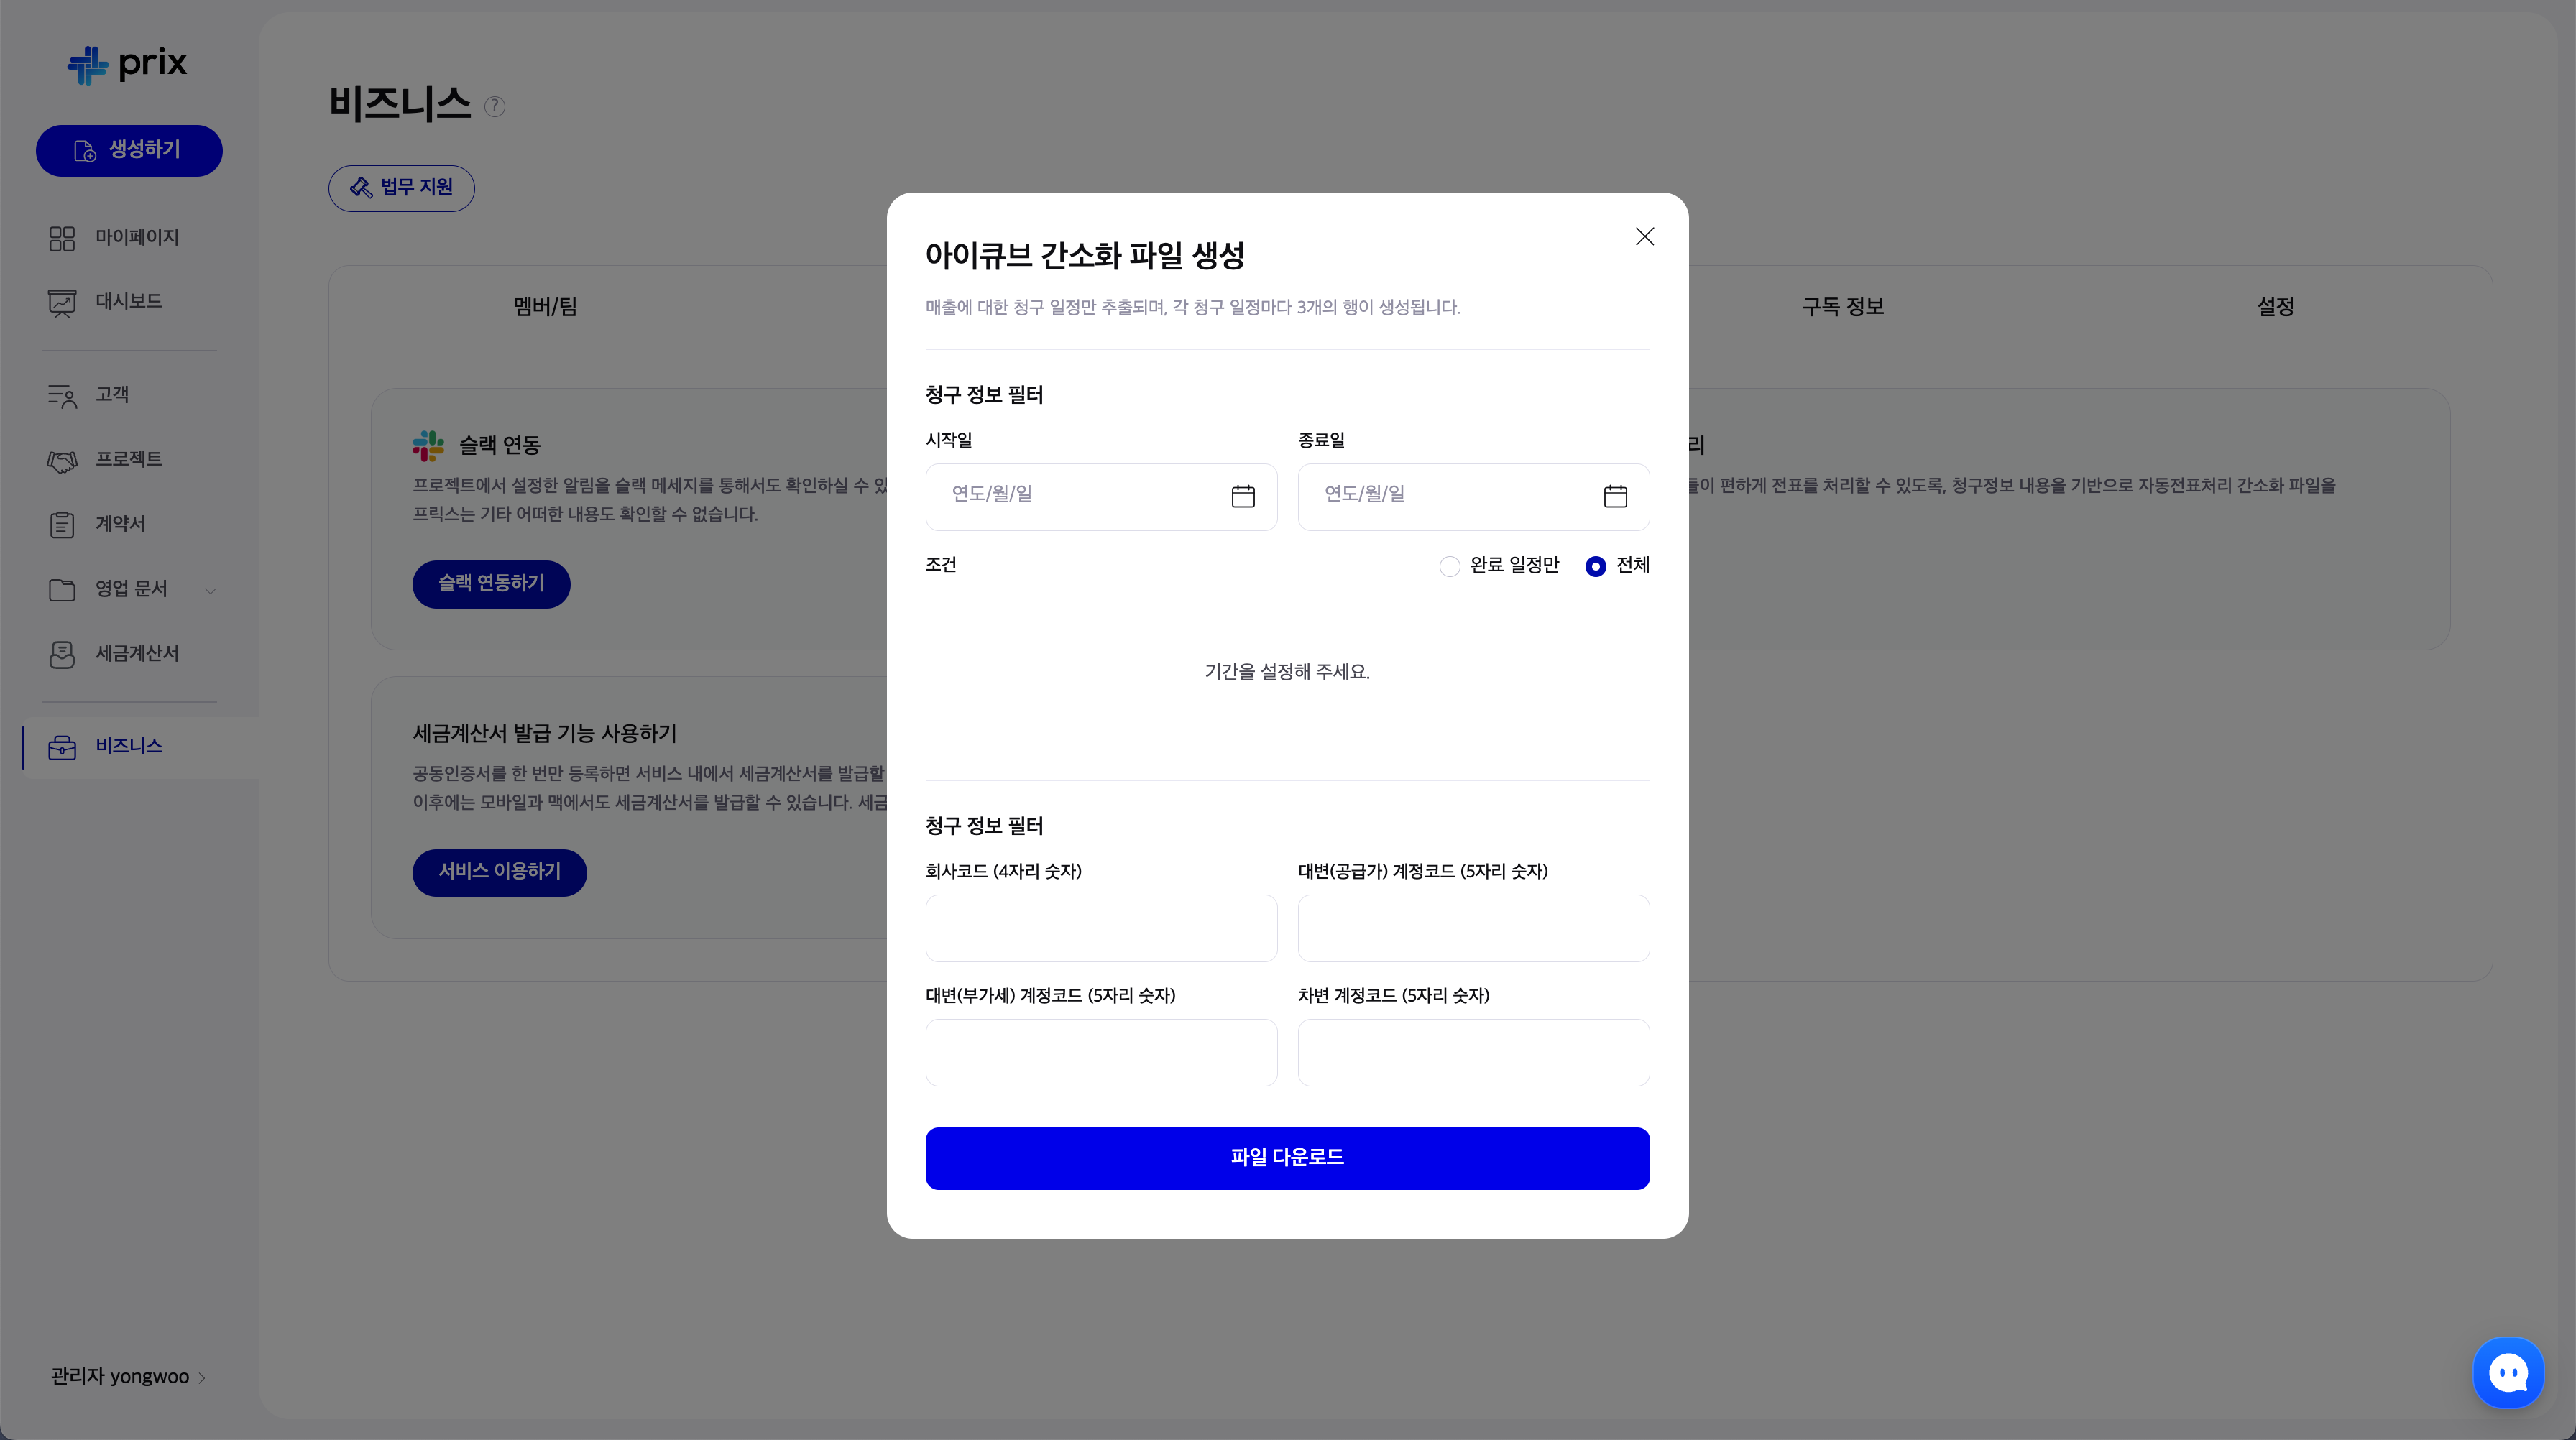 prix
생성하기
마이페이지
대시보드
고객
프로젝트
계약서
영업 문서
세금계산서
비즈니스
관리자 yongwoo
비즈니스 ?
법무 지원
멤버/팀
구독 정보
설정
슬랙 연동
프로젝트에서 설정한 알림을 슬랙 메세지를 통해서도 확인하실 수 있
프릭스는 기타 어떠한 내용도 확인할 수 없습니다.
슬랙 연동하기
리
들이 편하게 전표를 처리할 수 있도록, 청구정보 내용을 기반으로 자동전표처리 간소화 파일을
세금계산서 발급 기능 사용하기
공동인증서를 한 번만 등록하면 서비스 내에서 세금계산서를 발급할
이후에는 모바일과 맥에서도 세금계산서를 발급할 수 있습니다. 세금
서비스 이용하기
아이큐브 간소화 파일 생성
매출에 대한 청구 일정만 추출되며, 각 청구 일정마다 3개의 행이 생성됩니다.
청구 정보 필터
시작일
종료일
연도/월/일
연도/월/일
조건
완료 일정만
전체
기간을 설정해 주세요.
청구 정보 필터
회사코드 (4자리 숫자)
대변(공급가) 계정코드 (5자리 숫자)
대변(부가세) 계정코드 (5자리 숫자)
차변 계정코드 (5자리 숫자)
파일 다운로드